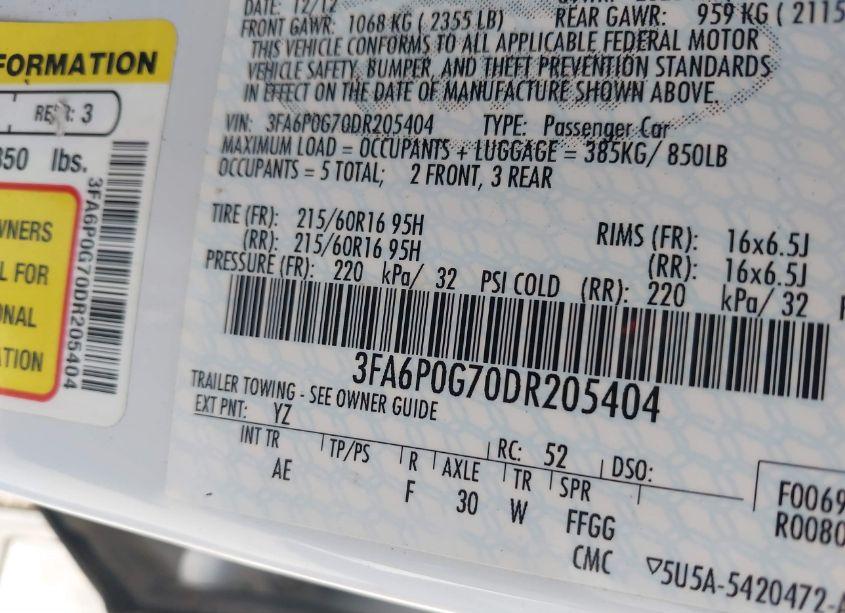 DATE: 12/12
FRONT GAWR: 1068 KG ( 2355 LB) REAR GAWR: 959 KG ( 2115
THIS VEHICLE CONFORMS TO ALL APPLICABLE FEDERAL MOTOR
VEHICLE SAFETY, BUMPER, AND THEFT PREVENTION STANDARDS
IN EFFECT ON THE DATE OF MANUFACTURE SHOWN ABOVE.
VIN: 3FA6P0G70DR205404 TYPE: Passenger Car
MAXIMUM LOAD = OCCUPANTS + LUGGAGE = 385KG/ 850LB
OCCUPANTS = 5 TOTAL; 2 FRONT, 3 REAR
TIRE (FR): 215/60R16 95H RIMS (FR): 16x6.5J
(RR): 215/60R16 95H (RR): 16x6.5J
PRESSURE (FR): 220 kPa/ 32 PSI COLD (RR): 220 kPa/ 32
3FA6P0G70DR205404
TRAILER TOWING - SEE OWNER GUIDE
EXT PNT: YZ RC: 52 DSO:
INT TR TP/PS R AXLE TR SPR
AE F 30 W FFGG
CMC
F0069
R0080
▽5U5A-5420472-
FORMATION
REAR: 3
850 lbs.
3FA6P0G70DR205404
WNERS
L FOR
ONAL
ATION